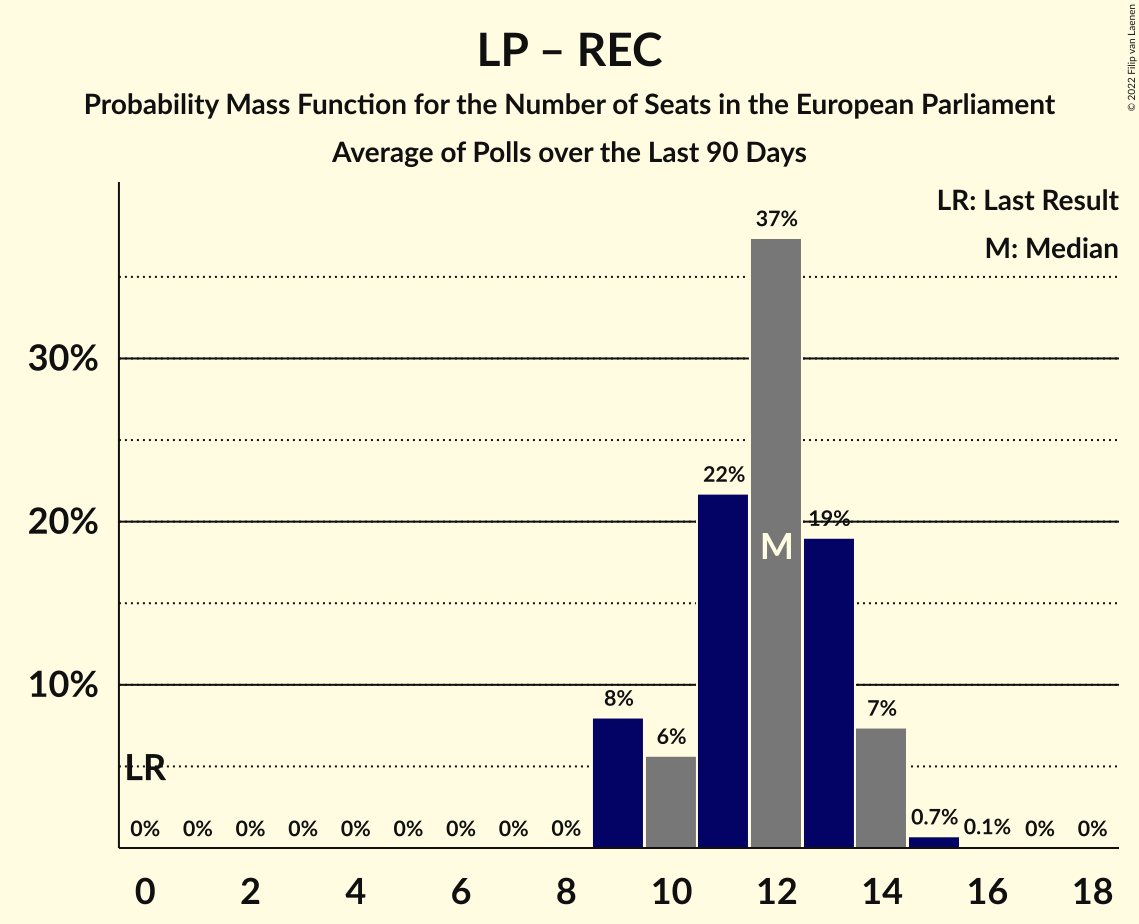 LP – REC
Probability Mass Function for the Number of Seats in the European Parliament
Average of Polls over the Last 90 Days
© 2022 Filip van Laenen
LR: Last Result
M: Median
37%
30%
22%
20%
19%
M
10%
8%
7%
6%
LR
0% 0% 0% 0% 0% 0% 0% 0% 0% 0.7% 0.1% 0% 0%
0 2 4 6 8 10 12 14 16 18